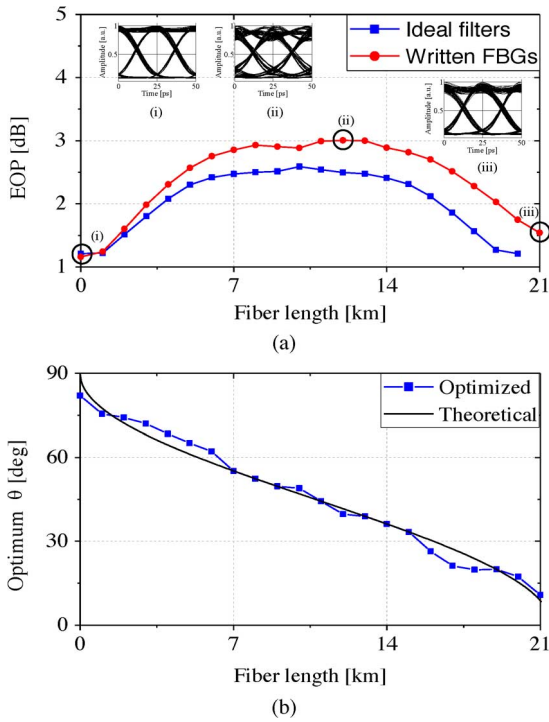 (a)
5
4
3
2
1
EOP [dB]
Ideal filters
Written FBGs
Amplitude [a.u.]
1
0.5
0
25
50
Time [ps]
(i)
Amplitude [a.u.]
1
0.5
0
25
50
Time [ps]
(ii)
Amplitude [a.u.]
1
0.5
0
25
50
Time [ps]
(iii)
(i)
(ii)
(iii)
0
7
14
21
Fiber length [km]
(a)
90
60
30
0
Optimum θ [deg]
Optimized
Theoretical
0
7
14
21
Fiber length [km]
(b)